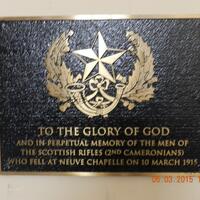 TO THE GLORY OF GOD
AND IN PERPETUAL MEMORY OF THE MEN OF
THE SCOTTISH RIFLES (2ND CAMERONIANS)
WHO FELL AT NEUVE CHAPELLE ON 10 MARCH 1915
06.03.2015